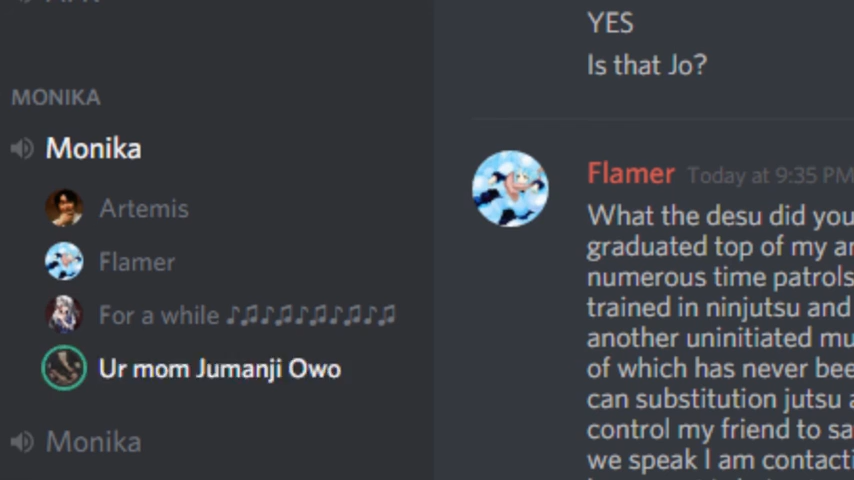 MONIKA
Monika
Artemis
Flamer
For a while ♪♫♪♫♪♫♪♫♪♫
Ur mom Jumanji Owo
Monika
YES
Is that Jo?
Flamer Today at 9:35 PM
What the desu did you
graduated top of my
numerous time patrols
trained in ninjutsu and
another uninitiated
of which has never
can substitution jutsu
control my friend to
we speak I am